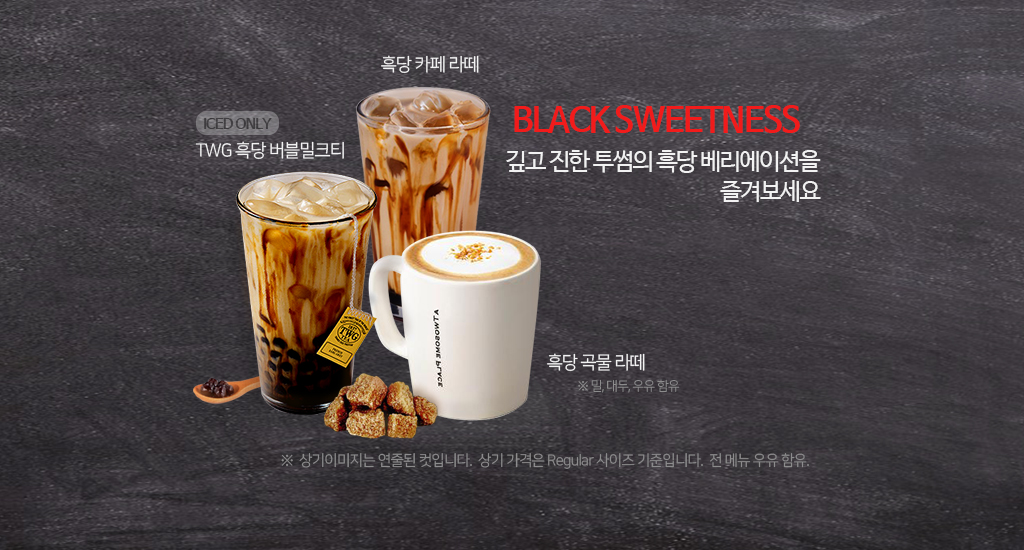 흑당 카페 라떼
ICED ONLY
TWG 흑당 버블밀크티
BLACK SWEETNESS
깊고 진한 투썸의 흑당 베리에이션을
즐겨보세요
TWG
TEA
A TWOSOME PLACE
흑당 곡물 라떼
※ 밀, 대두, 우유 함유
※ 상기이미지는 연출된 컷입니다. 상기 가격은 Regular 사이즈 기준입니다. 전 메뉴 우유 함유.